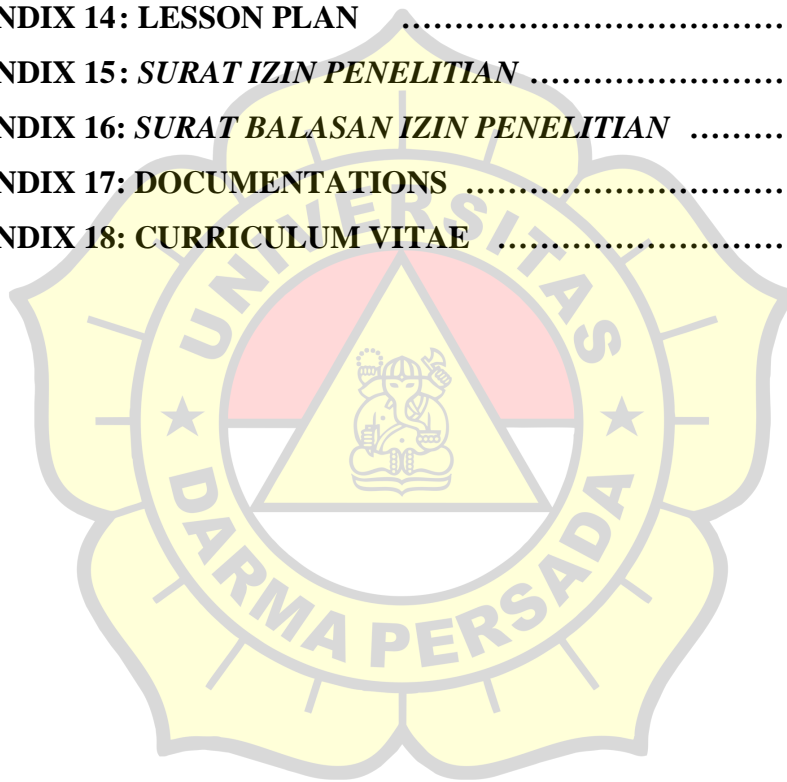 NDIX 14: LESSON PLAN ……………………………
NDIX 15: SURAT IZIN PENELITIAN ……………………
NDIX 16: SURAT BALASAN IZIN PENELITIAN ………
NDIX 17: DOCUMENTATIONS …………………………
NDIX 18: CURRICULUM VITAE ………………………
UNIVERSITAS
DARMA PERSADA